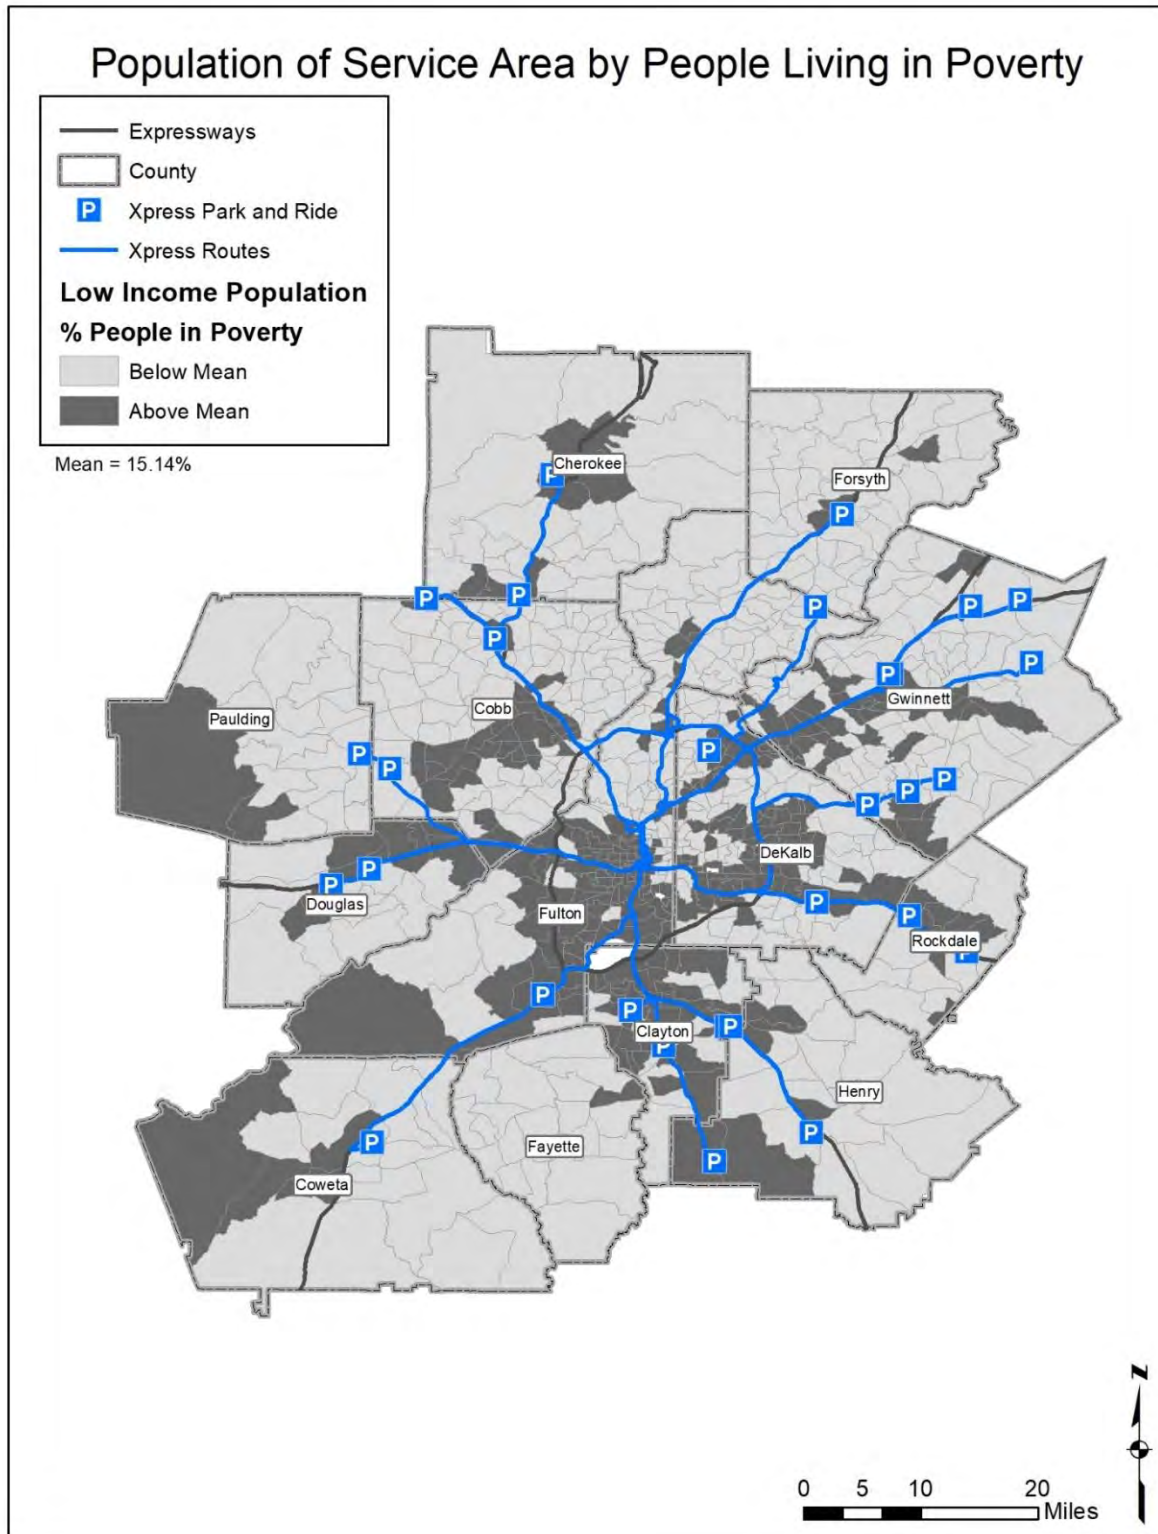 Population of Service Area by People Living in Poverty
Expressways
County
P Xpress Park and Ride
Xpress Routes
Low Income Population
% People in Poverty
Below Mean
Above Mean
Mean = 15.14%
Cherokee
P
Forsyth
P
P
P
P
P
P
P
P
P
Gwinnett
Cobb
Paulding
P
P
P
P
P
P
DeKalb
P
P
Douglas
P
P
Fulton
Rockdale
P
P
P
Clayton
P
P
Henry
P
P
Fayette
P
Coweta
N
0 5 10 20
Miles